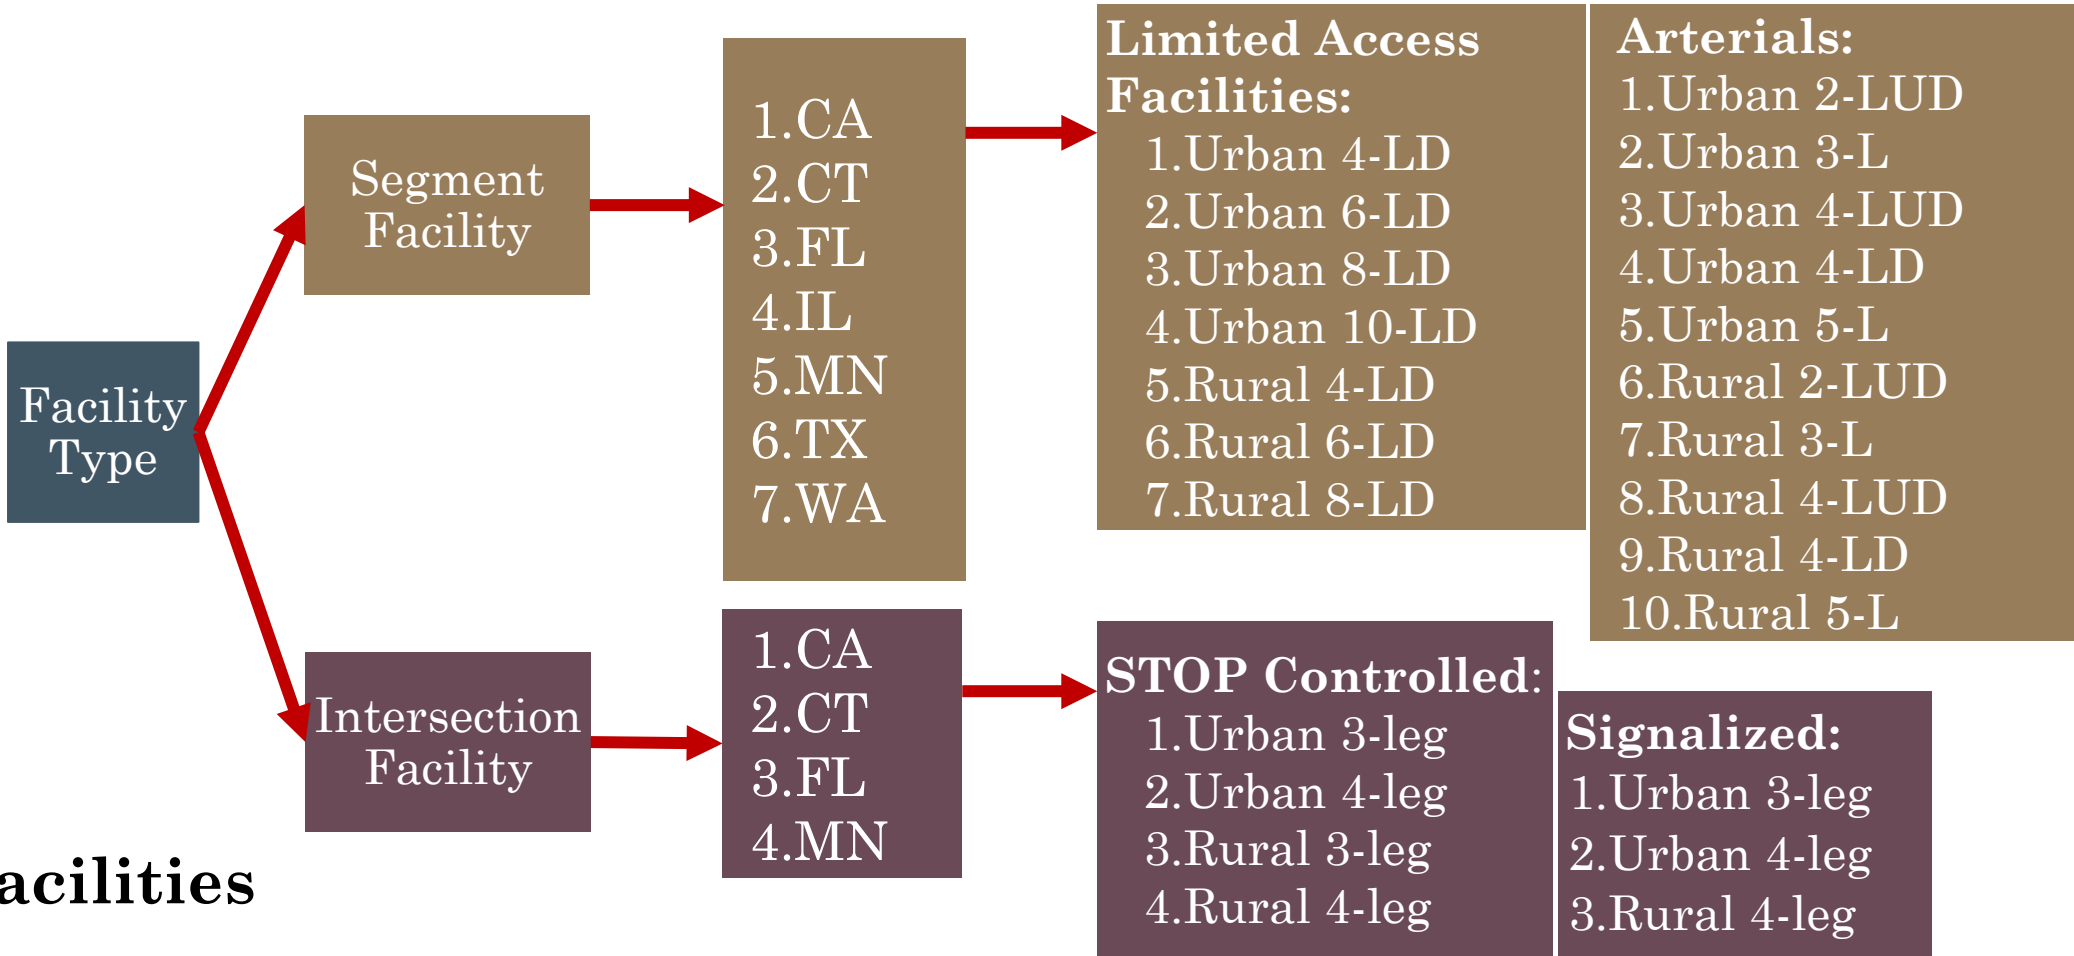 Facility
Type
Segment
Facility
1.CA
2.CT
3.FL
4.IL
5.MN
6.TX
7.WA
Limited Access
Facilities:
1.Urban 4-LD
2.Urban 6-LD
3.Urban 8-LD
4.Urban 10-LD
5.Rural 4-LD
6.Rural 6-LD
7.Rural 8-LD
Arterials:
1.Urban 2-LUD
2.Urban 3-L
3.Urban 4-LUD
4.Urban 4-LD
5.Urban 5-L
6.Rural 2-LUD
7.Rural 3-L
8.Rural 4-LUD
9.Rural 4-LD
10.Rural 5-L
Intersection
Facility
1.CA
2.CT
3.FL
4.MN
STOP Controlled:
1.Urban 3-leg
2.Urban 4-leg
3.Rural 3-leg
4.Rural 4-leg
Signalized:
1.Urban 3-leg
2.Urban 4-leg
3.Rural 4-leg
acilities